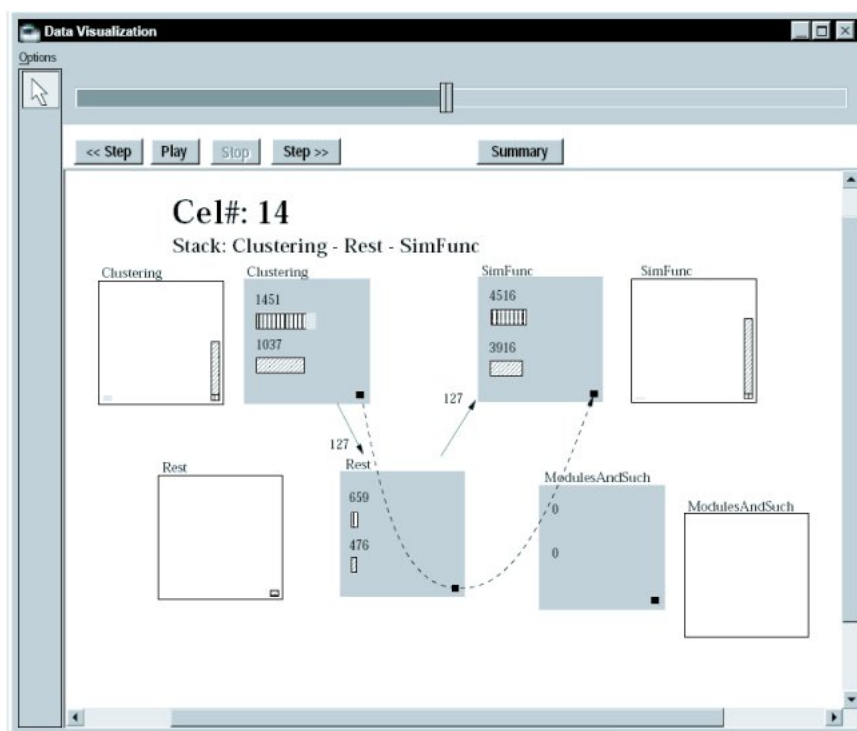 Data Visualization
Options
<< Step Play Stop Step >> Summary
Cel#: 14
Stack: Clustering - Rest - SimFunc
Clustering Clustering SimFunc SimFunc
1451 4516
1037 3916
127
127
Rest Rest ModulesAndSuch
659 0
ModulesAndSuch
476 0